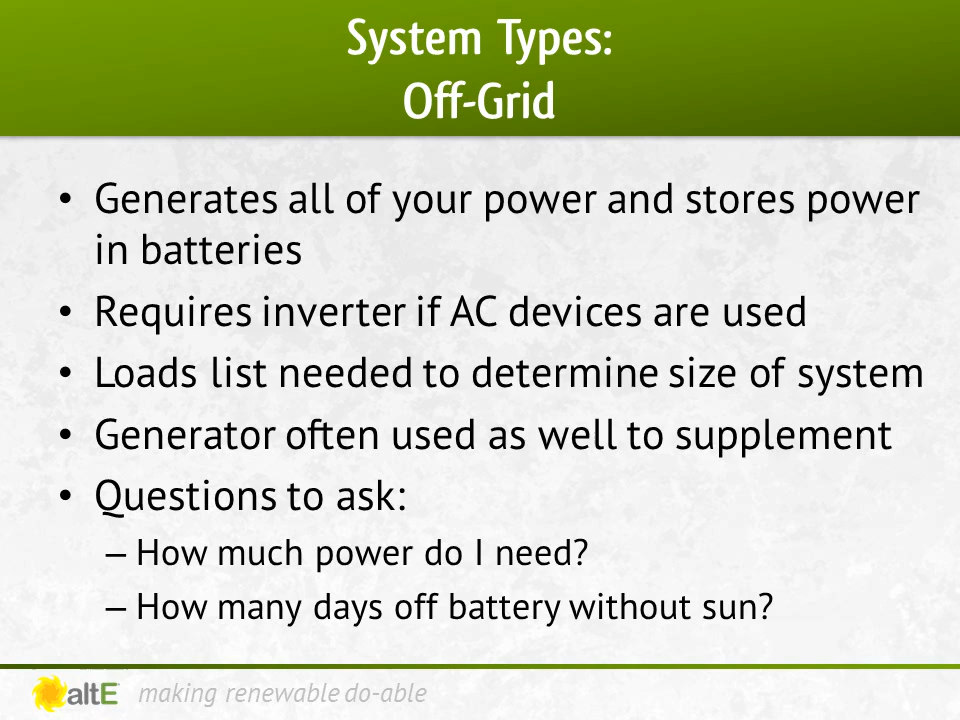 System Types:
Off-Grid
• Generates all of your power and stores power
in batteries
• Requires inverter if AC devices are used
• Loads list needed to determine size of system
• Generator often used as well to supplement
• Questions to ask:
– How much power do I need?
– How many days off battery without sun?
altE making renewable do-able